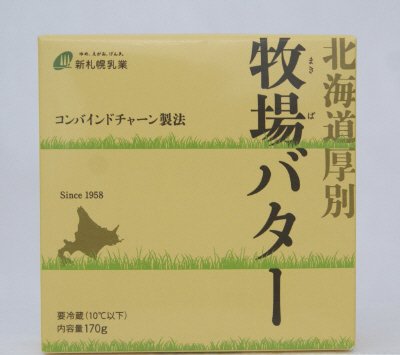 ゆめ、えがお、げんき。
新札幌乳業
北海道厚別
まき ば
牧場バター
コンバインドチャーン製法
Since 1958
要冷蔵(10℃以下)
内容量170g